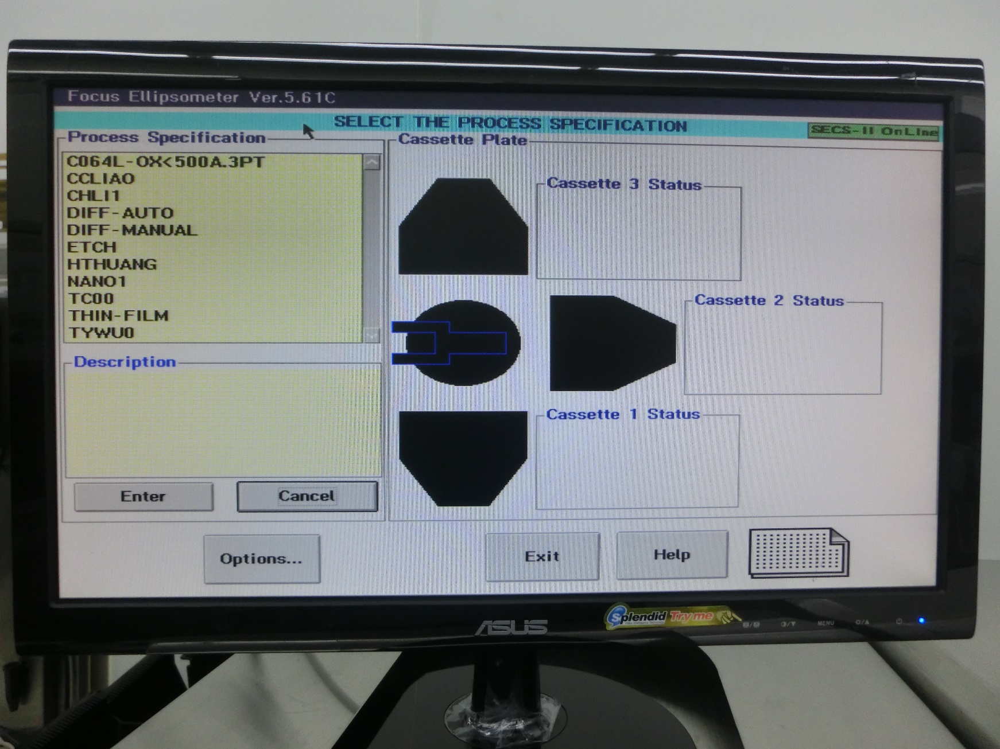 Focus Ellipsometer Ver.5.61C
SELECT THE PROCESS SPECIFICATION
SECS-II OnLine
Process Specification
C064L-OX<500A.3PT
CCLIAO
CHLI1
DIFF-AUTO
DIFF-MANUAL
ETCH
HTHUANG
NANO1
TC00
THIN-FILM
TYWU0
Description
Enter
Cancel
Cassette Plate
Cassette 3 Status
Cassette 2 Status
Cassette 1 Status
Options...
Exit
Help
ASUS
Splendid Try me
MENU